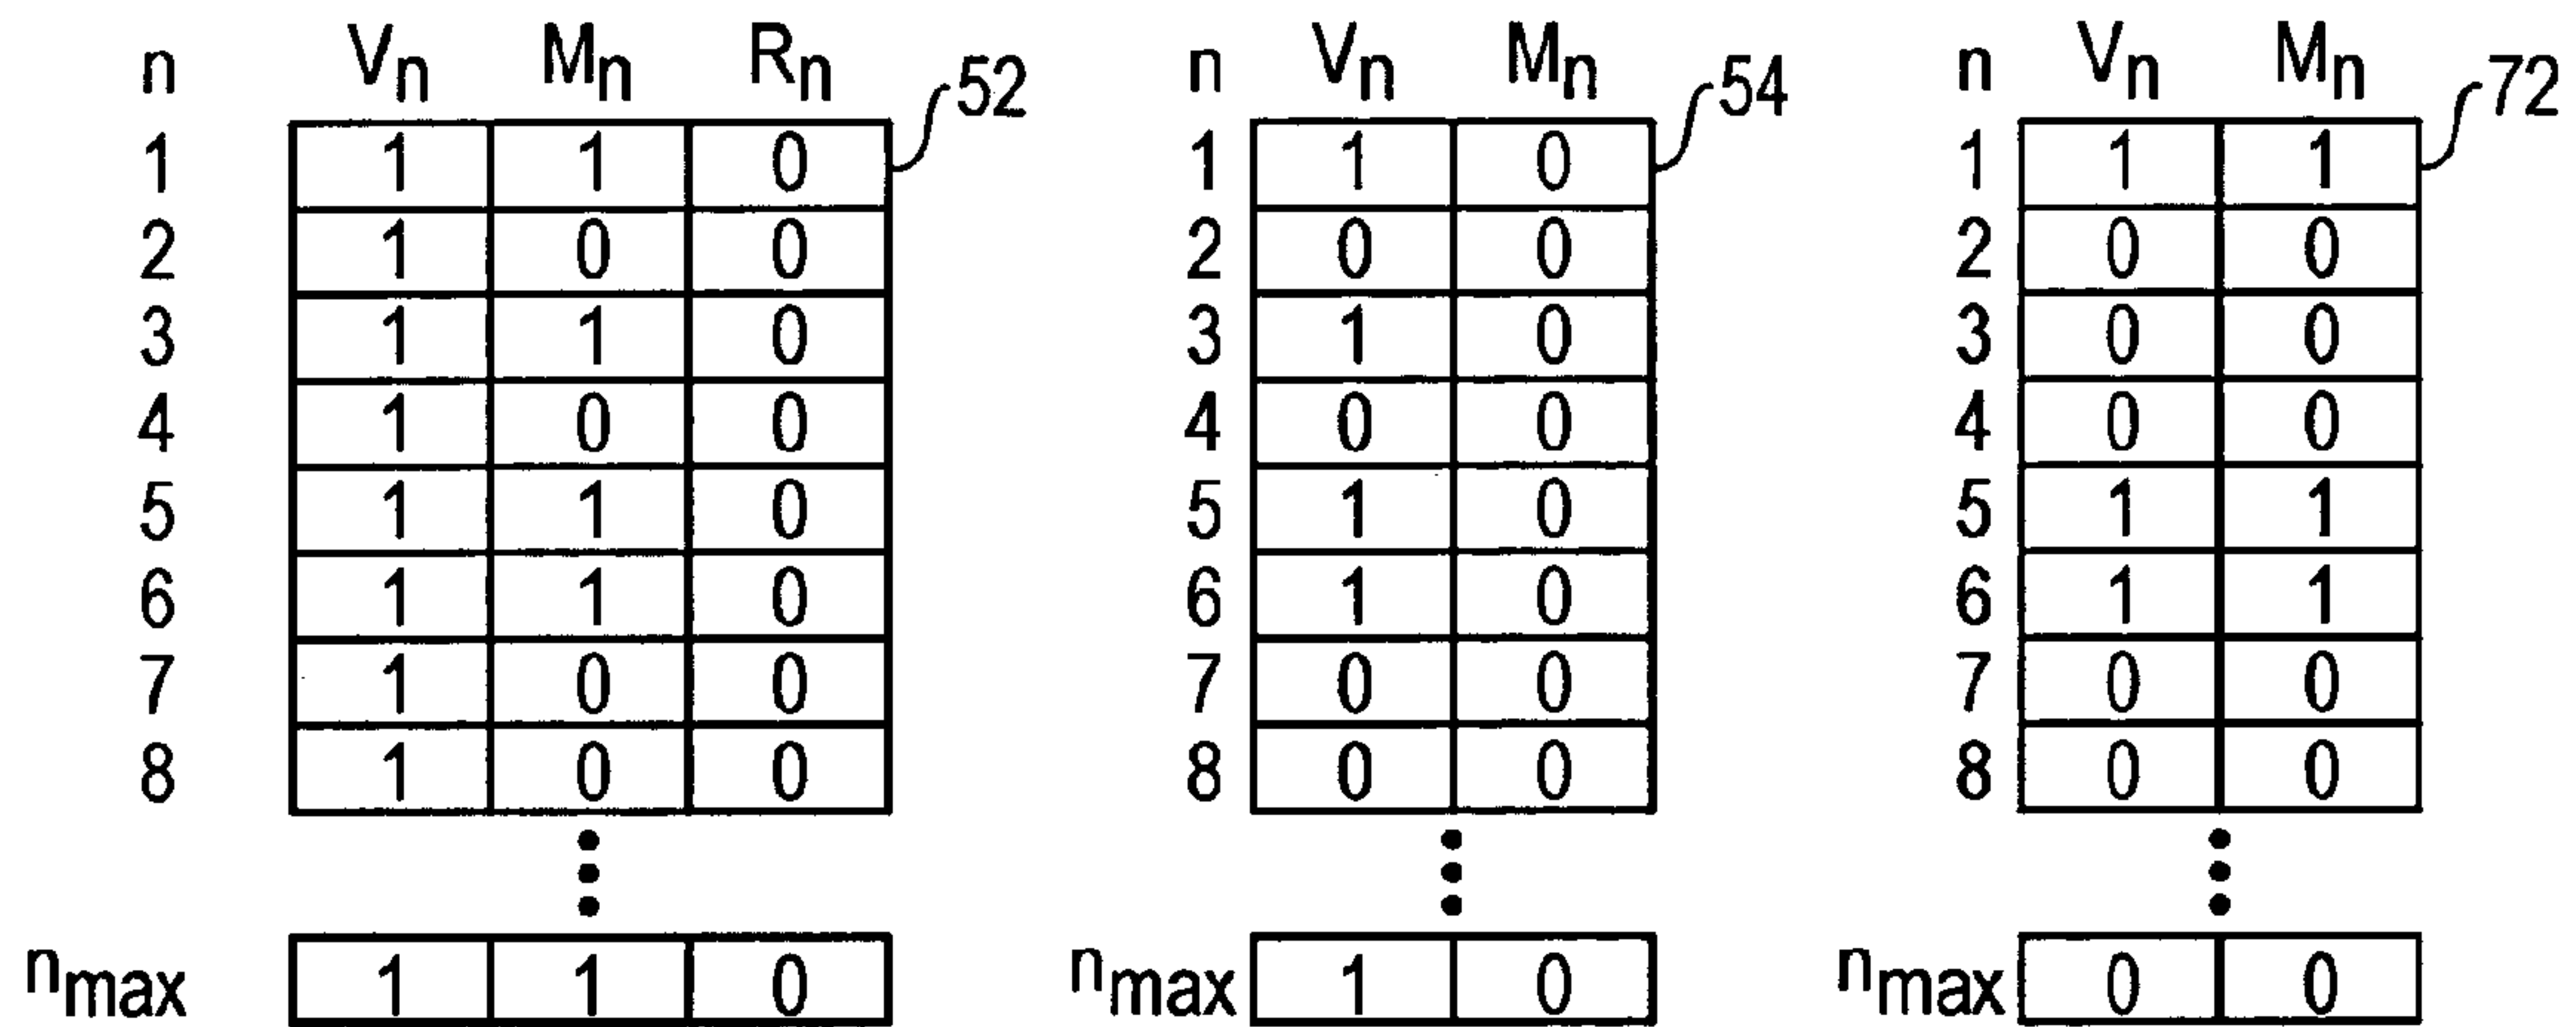 n Vn Mn Rn 52 n Vn Mn 54 n Vn Mn 72
1 1 1 0 1 1 0 1 1 1
2 1 0 0 2 0 0 2 0 0
3 1 1 0 3 1 0 3 0 0
4 1 0 0 4 0 0 4 0 0
5 1 1 0 5 1 0 5 1 1
6 1 1 0 6 1 0 6 1 1
7 1 0 0 7 0 0 7 0 0
8 1 0 0 8 0 0 8 0 0
nmax 1 1 0 nmax 1 0 nmax 0 0